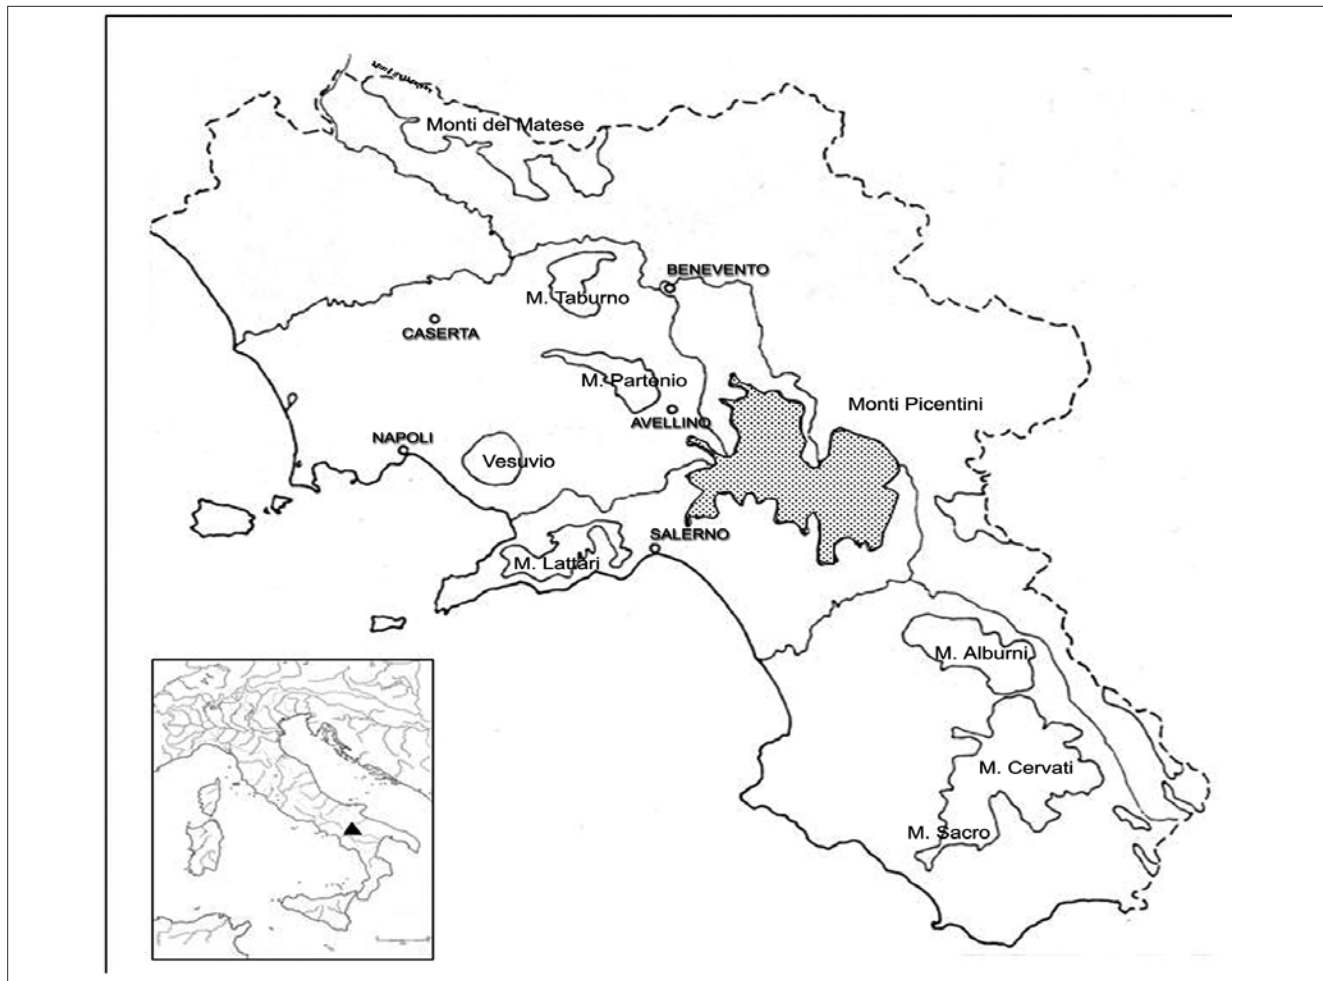 Monti del Matese
BENEVENTO
M. Taburno
CASERTA
M. Partenio
Monti Picentini
AVELLINO
NAPOLI
Vesuvio
SALERNO
M. Lattari
M. Alburni
M. Cervati
M. Sacro